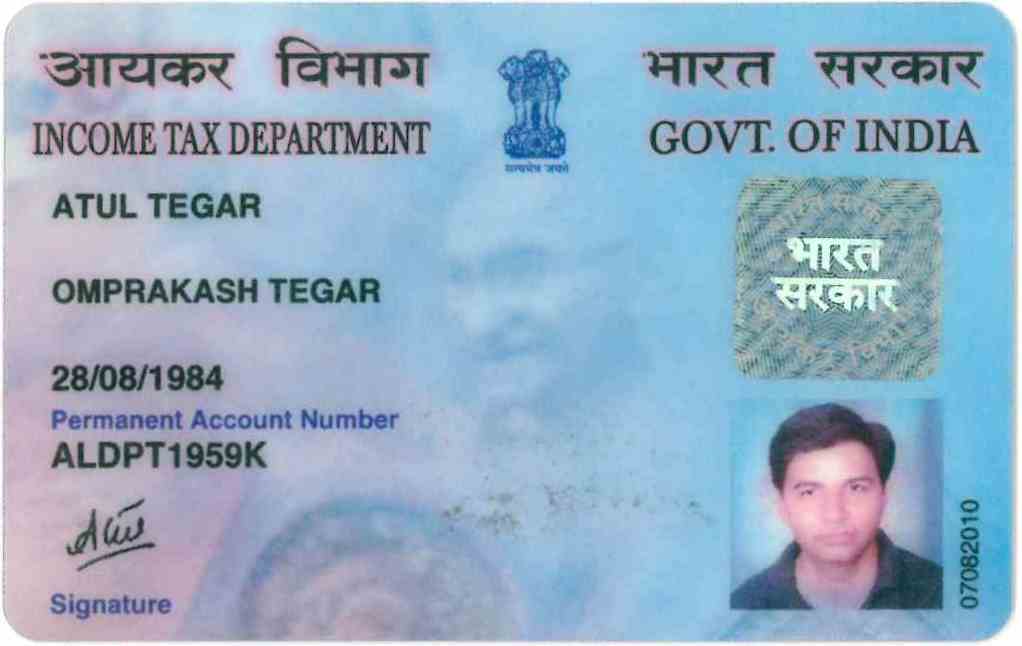 आयकर विभाग
भारत सरकार
INCOME TAX DEPARTMENT
GOVT. OF INDIA
सत्यमेव जयते
ATUL TEGAR
OMPRAKASH TEGAR
28/08/1984
Permanent Account Number
ALDPT1959K
Signature
भारत
सरकार
07082010